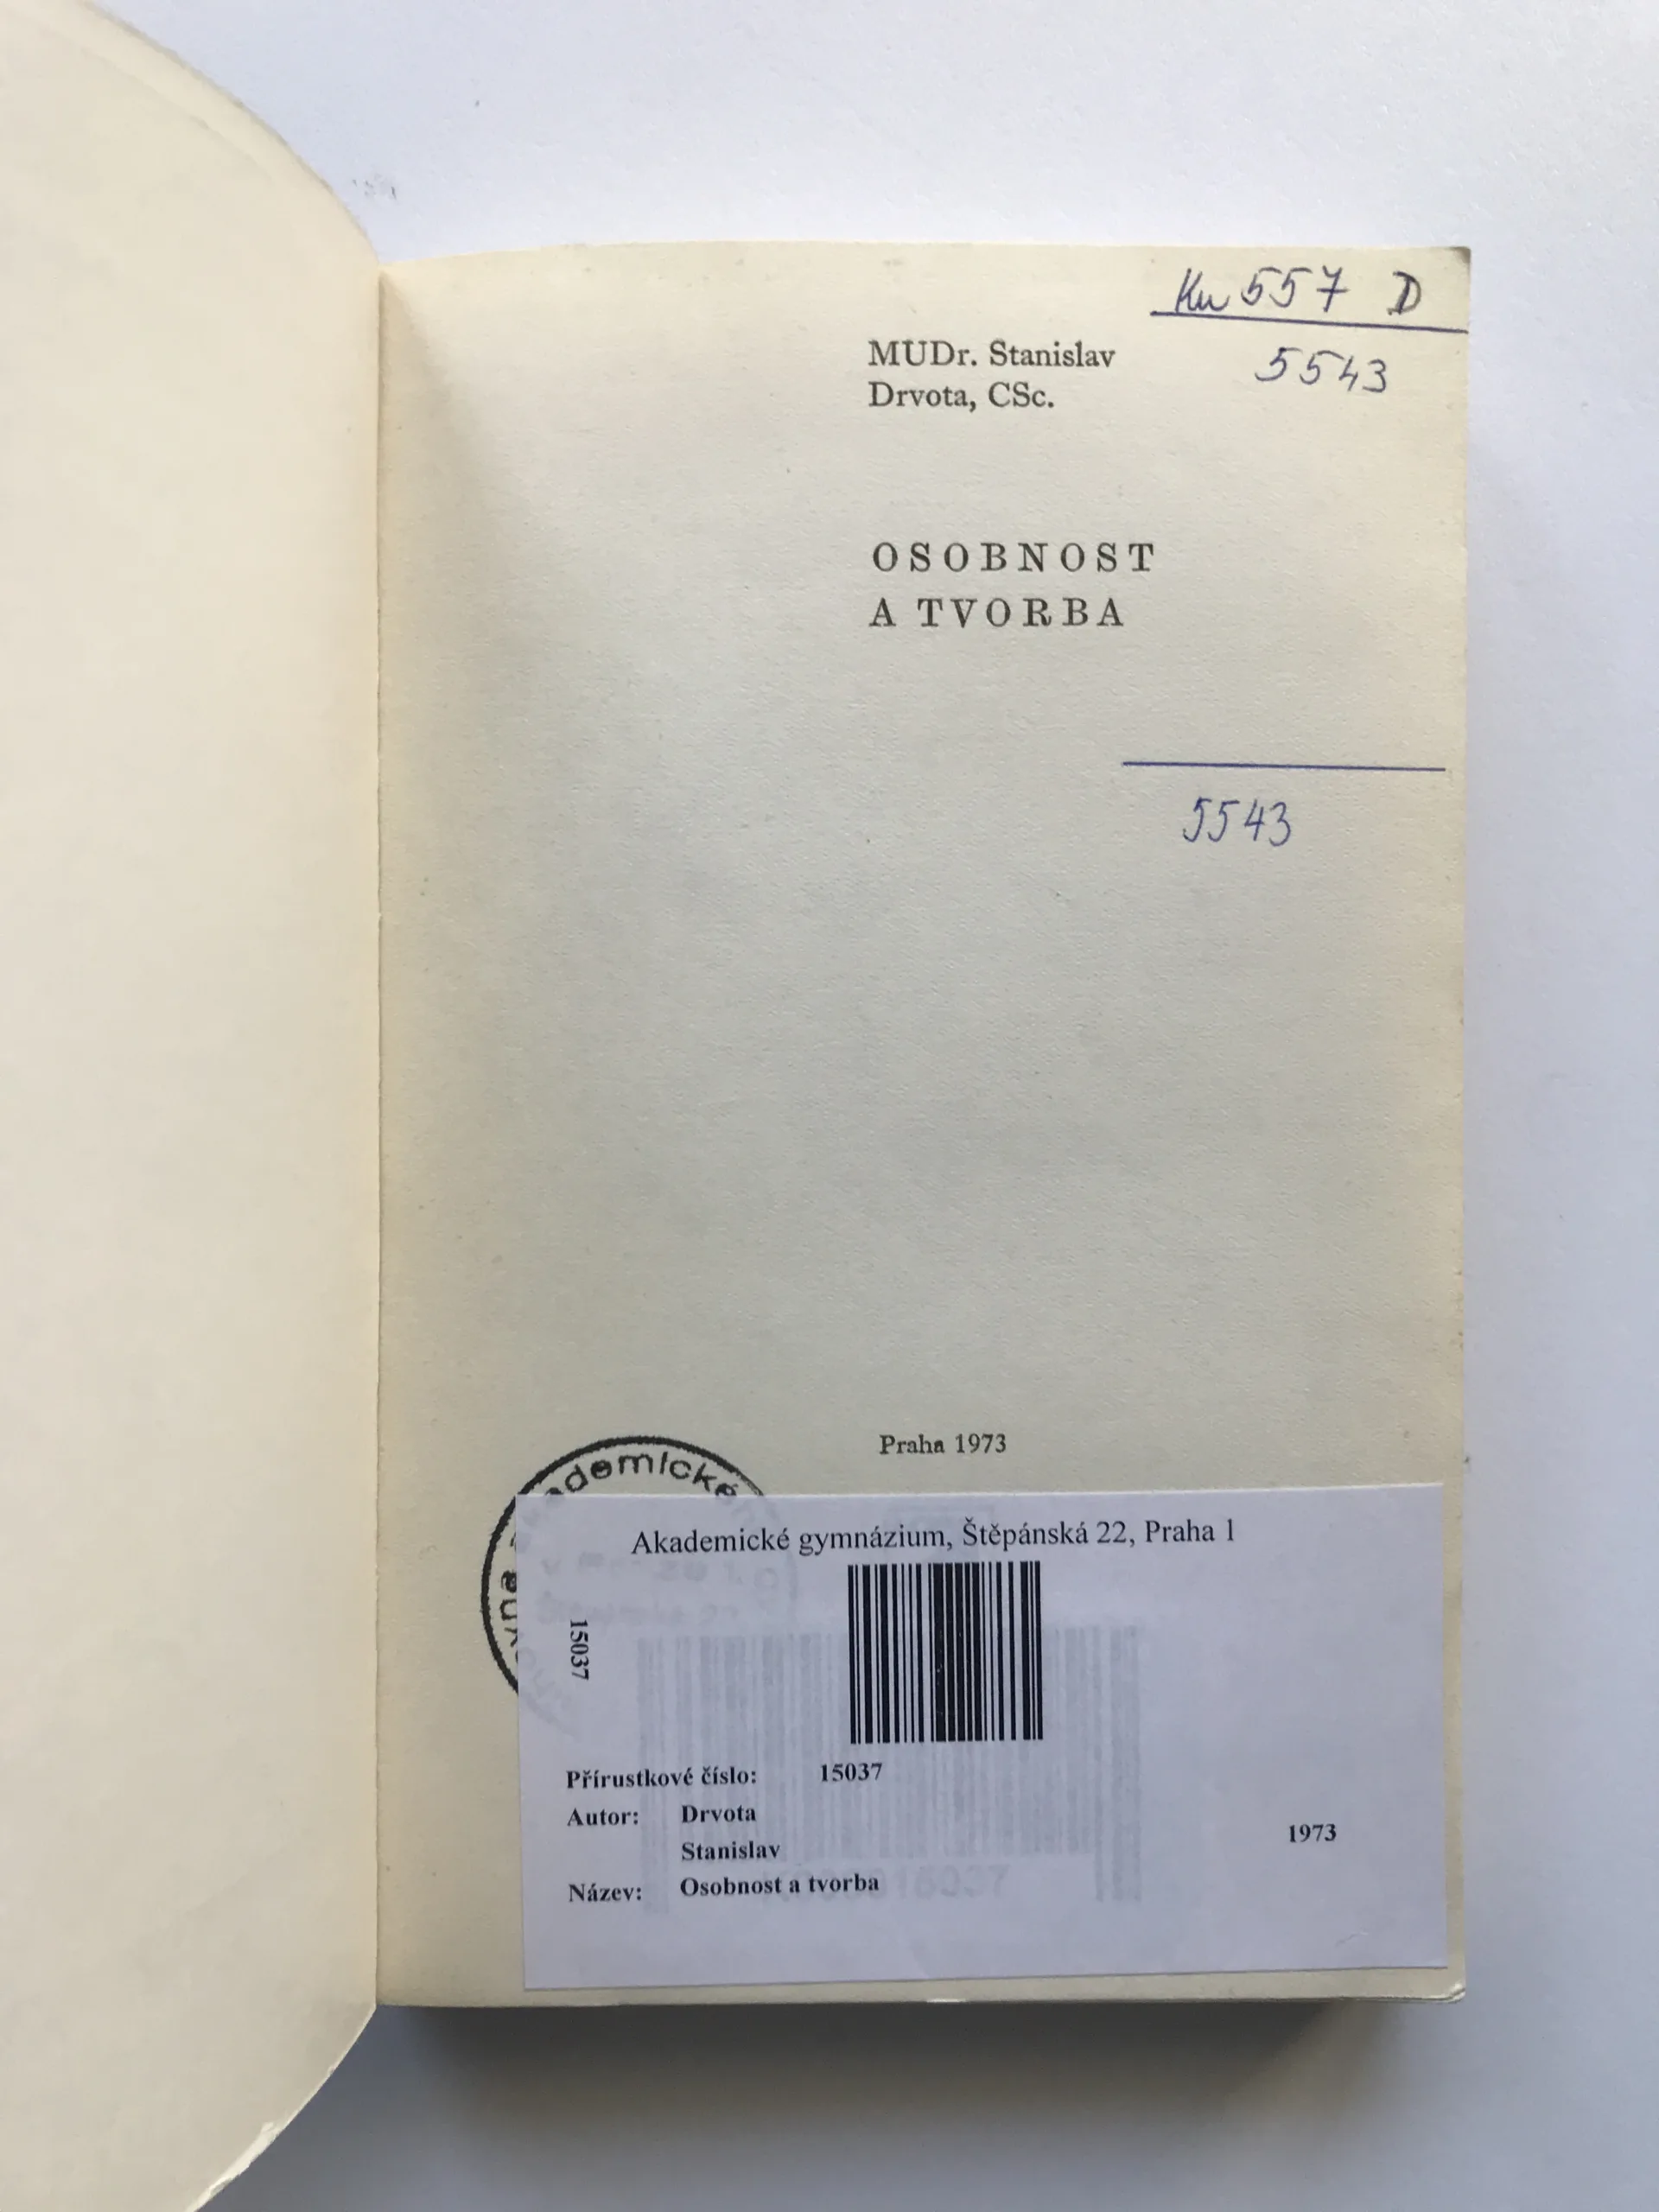 Ku 557 D
5543
MUDr. Stanislav
Drvota, CSc.
OSOBNOST
A TVORBA
5543
Praha 1973
Akademické gymnázium, Štěpánská 22, Praha 1
15037
Přírustkové číslo: 15037
Autor: Drvota
Stanislav
1973
Název: Osobnost a tvorba